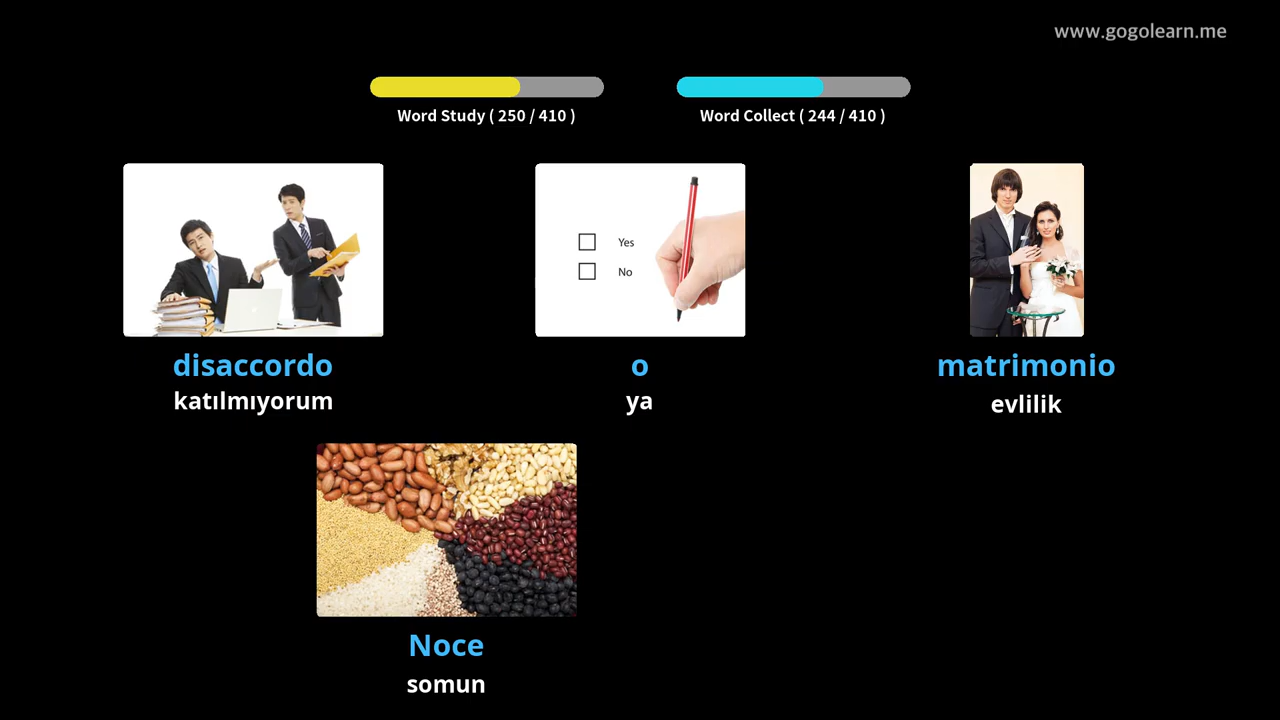 www.gogolearn.me
Word Study ( 250 / 410 )
Word Collect ( 244 / 410 )
Yes
No
disaccordo
katılmıyorum
o
ya
matrimonio
evlilik
Noce
somun